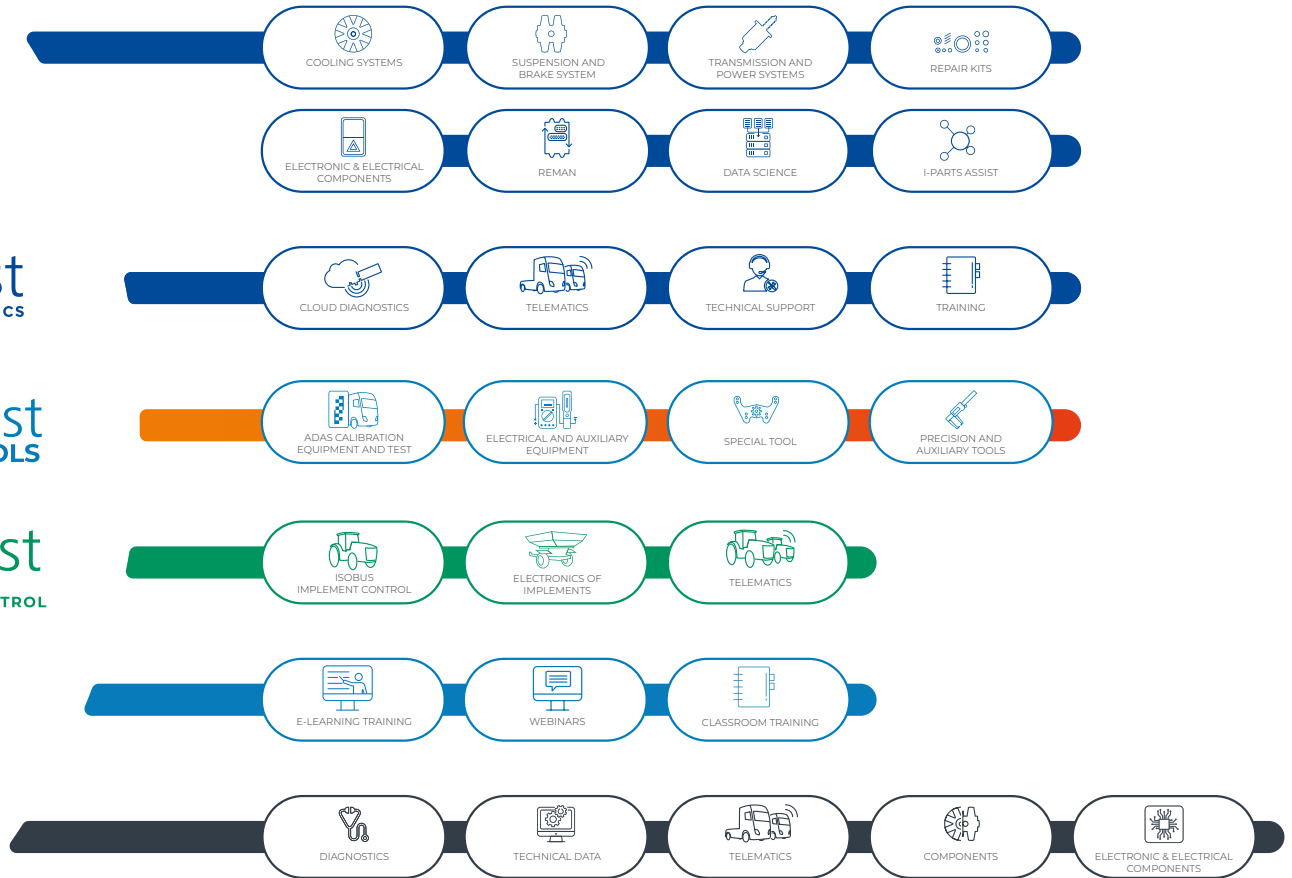 COOLING SYSTEMS
SUSPENSION AND
BRAKE SYSTEM
TRANSMISSION AND
POWER SYSTEMS
REPAIR KITS
ELECTRONIC & ELECTRICAL
COMPONENTS
REMAN
DATA SCIENCE
I-PARTS ASSIST
st
CS
CLOUD DIAGNOSTICS
TELEMATICS
TECHNICAL SUPPORT
TRAINING
st
OLS
ADAS CALIBRATION
EQUIPMENT AND TEST
ELECTRICAL AND AUXILIARY
EQUIPMENT
SPECIAL TOOL
PRECISION AND
AUXILIARY TOOLS
st
TROL
ISOBUS
IMPLEMENT CONTROL
ELECTRONICS OF
IMPLEMENTS
TELEMATICS
E-LEARNING TRAINING
WEBINARS
CLASSROOM TRAINING
DIAGNOSTICS
TECHNICAL DATA
TELEMATICS
COMPONENTS
ELECTRONIC & ELECTRICAL
COMPONENTS